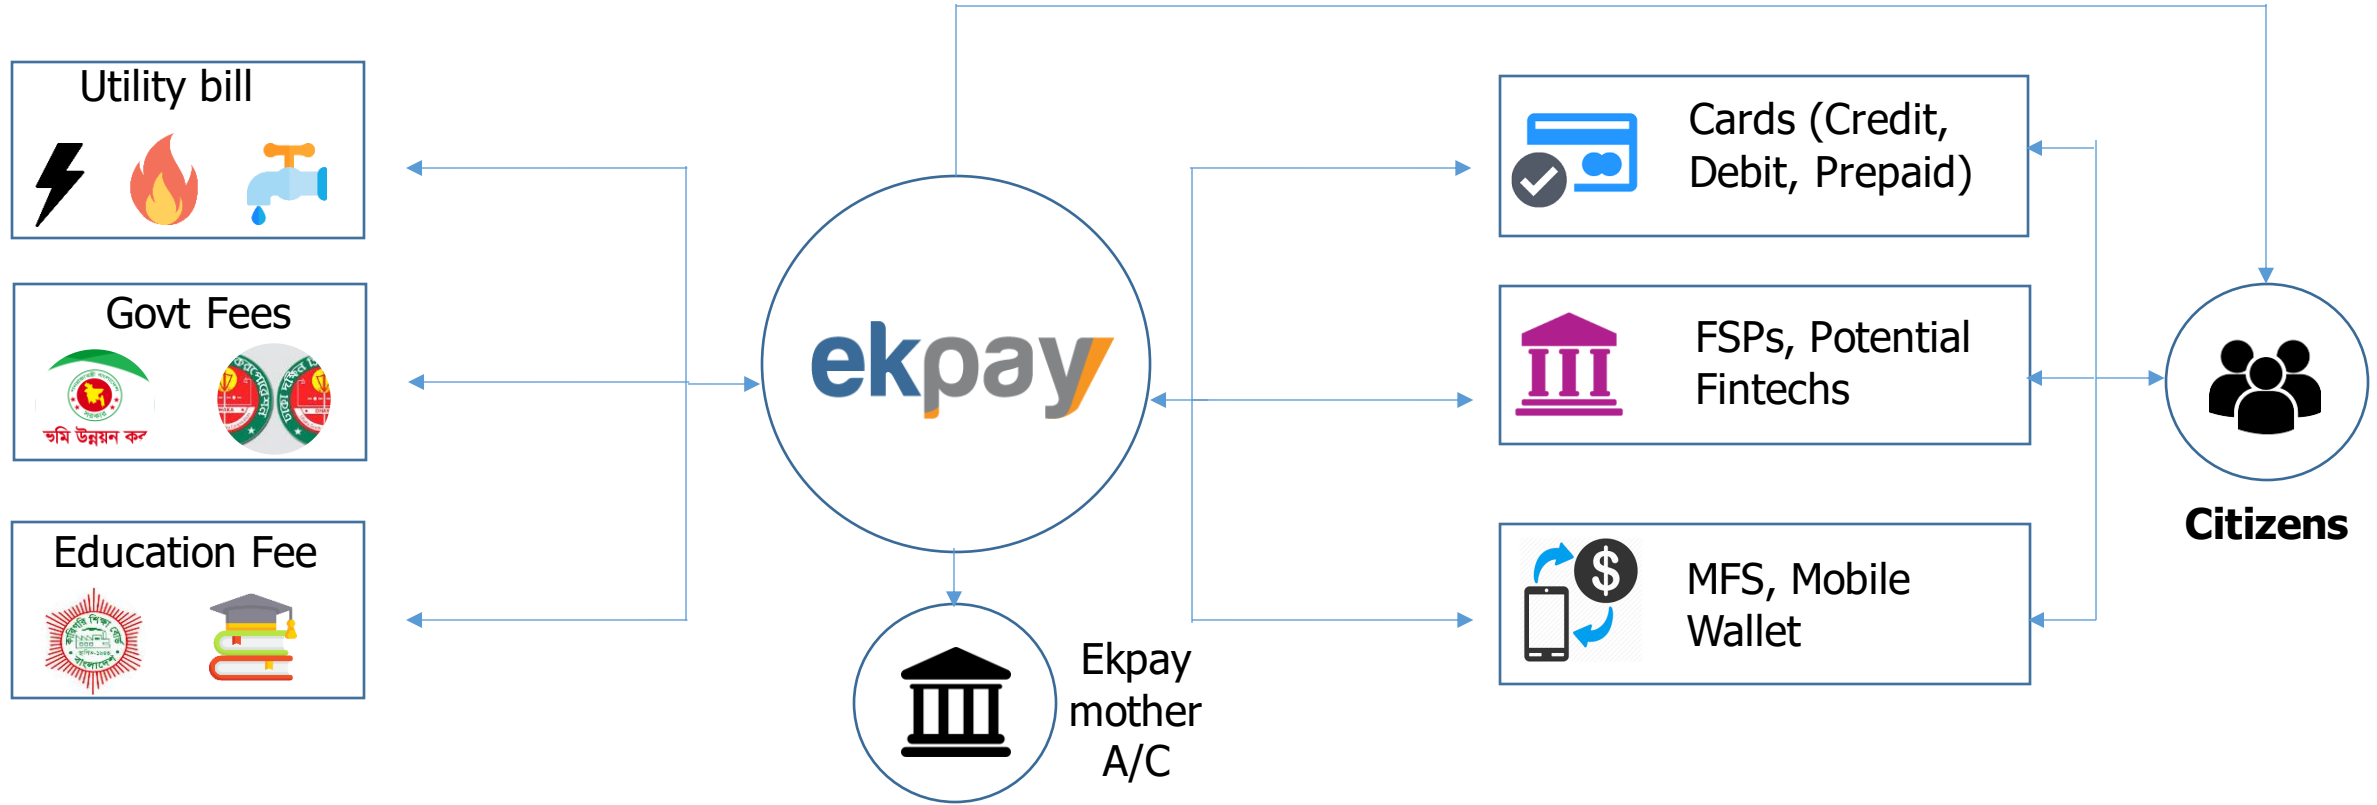 Utility bill
Govt Fees
ভূমি উন্নয়ন কর
Education Fee
কারিগরি শিক্ষা বোর্ড
বাংলাদেশ
ekpay
Ekpay
mother
A/C
Cards (Credit,
Debit, Prepaid)
FSPs, Potential
Fintechs
$
MFS, Mobile
Wallet
Citizens